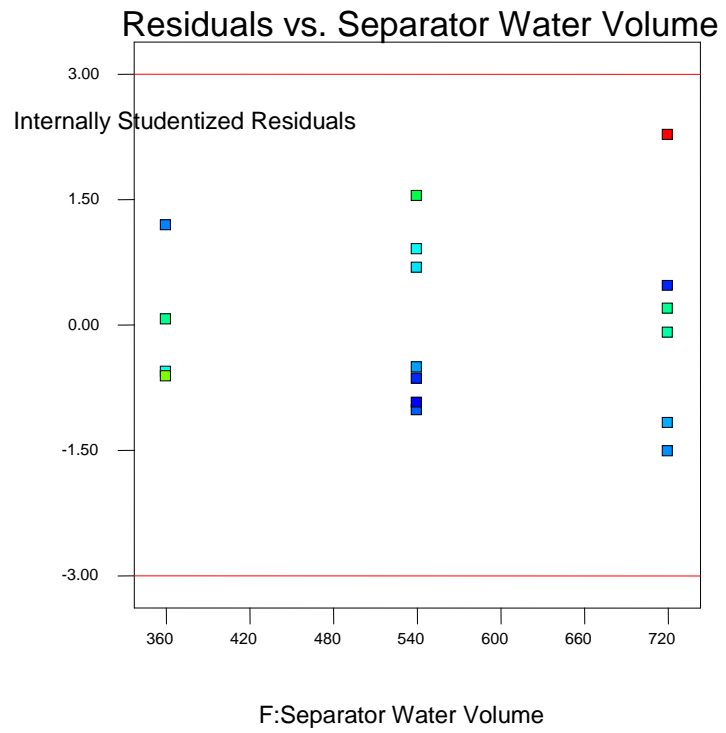 Residuals vs. Separator Water Volume
3.00
Internally Studentized Residuals
1.50
0.00
-1.50
-3.00
360 420 480 540 600 660 720
F:Separator Water Volume